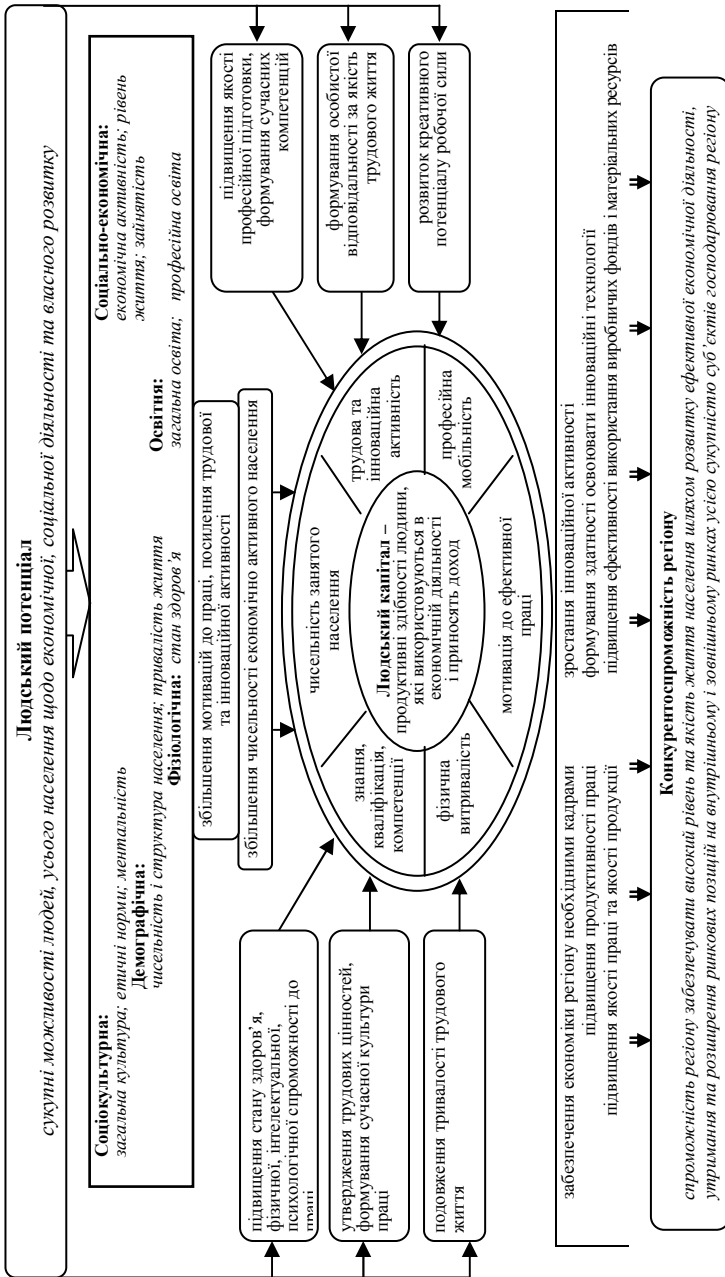 Людський потенціал
сукупні можливості людей, усього населення щодо економічної, соціальної діяльності та власного розвитку
Соціокультурна:
загальна культура; етичні норми; ментальність
Демографічна:
чисельність і структура населення; тривалість життя
Фізіологічна: стан здоров’я
Соціально-економічна:
економічна активність; рівень
життя; зайнятість
Освітня:
загальна освіта; професійна освіта
збільшення мотивацій до праці, посилення трудової
та інноваційної активності
збільшення чисельності економічно активного населення
підвищення стану здоров’я,
фізичної, інтелектуальної,
психологічної спроможності до
праці
утвердження трудових цінностей,
формування сучасної культури
праці
подовження тривалості трудового
життя
чисельність занятого
населення
знання,
кваліфікація,
компетенції
трудова та
інноваційна
активність
Людський капітал –
продуктивні здібності людини,
які використовуються в
економічній діяльності
і приносять доход
фізична
витривалість
професійна
мобільність
мотивація до ефективної
праці
підвищення якості
професійної підготовки,
формування сучасних
компетенцій
формування особистої
відповідальності за якість
трудового життя
розвиток креативного
потенціалу робочої сили
забезпечення економіки регіону необхідними кадрами
підвищення продуктивності праці
підвищення якості праці та якості продукції
зростання інноваційної активності
формування здатності освоювати інноваційні технології
підвищення ефективності використання виробничих фондів і матеріальних ресурсів
Конкурентоспроможність регіону
спроможність регіону забезпечувати високий рівень та якість життя населення шляхом розвитку ефективної економічної діяльності,
утримання та розширення ринкових позицій на внутрішньому і зовнішньому ринках усією сукупністю суб’єктів господарювання регіону